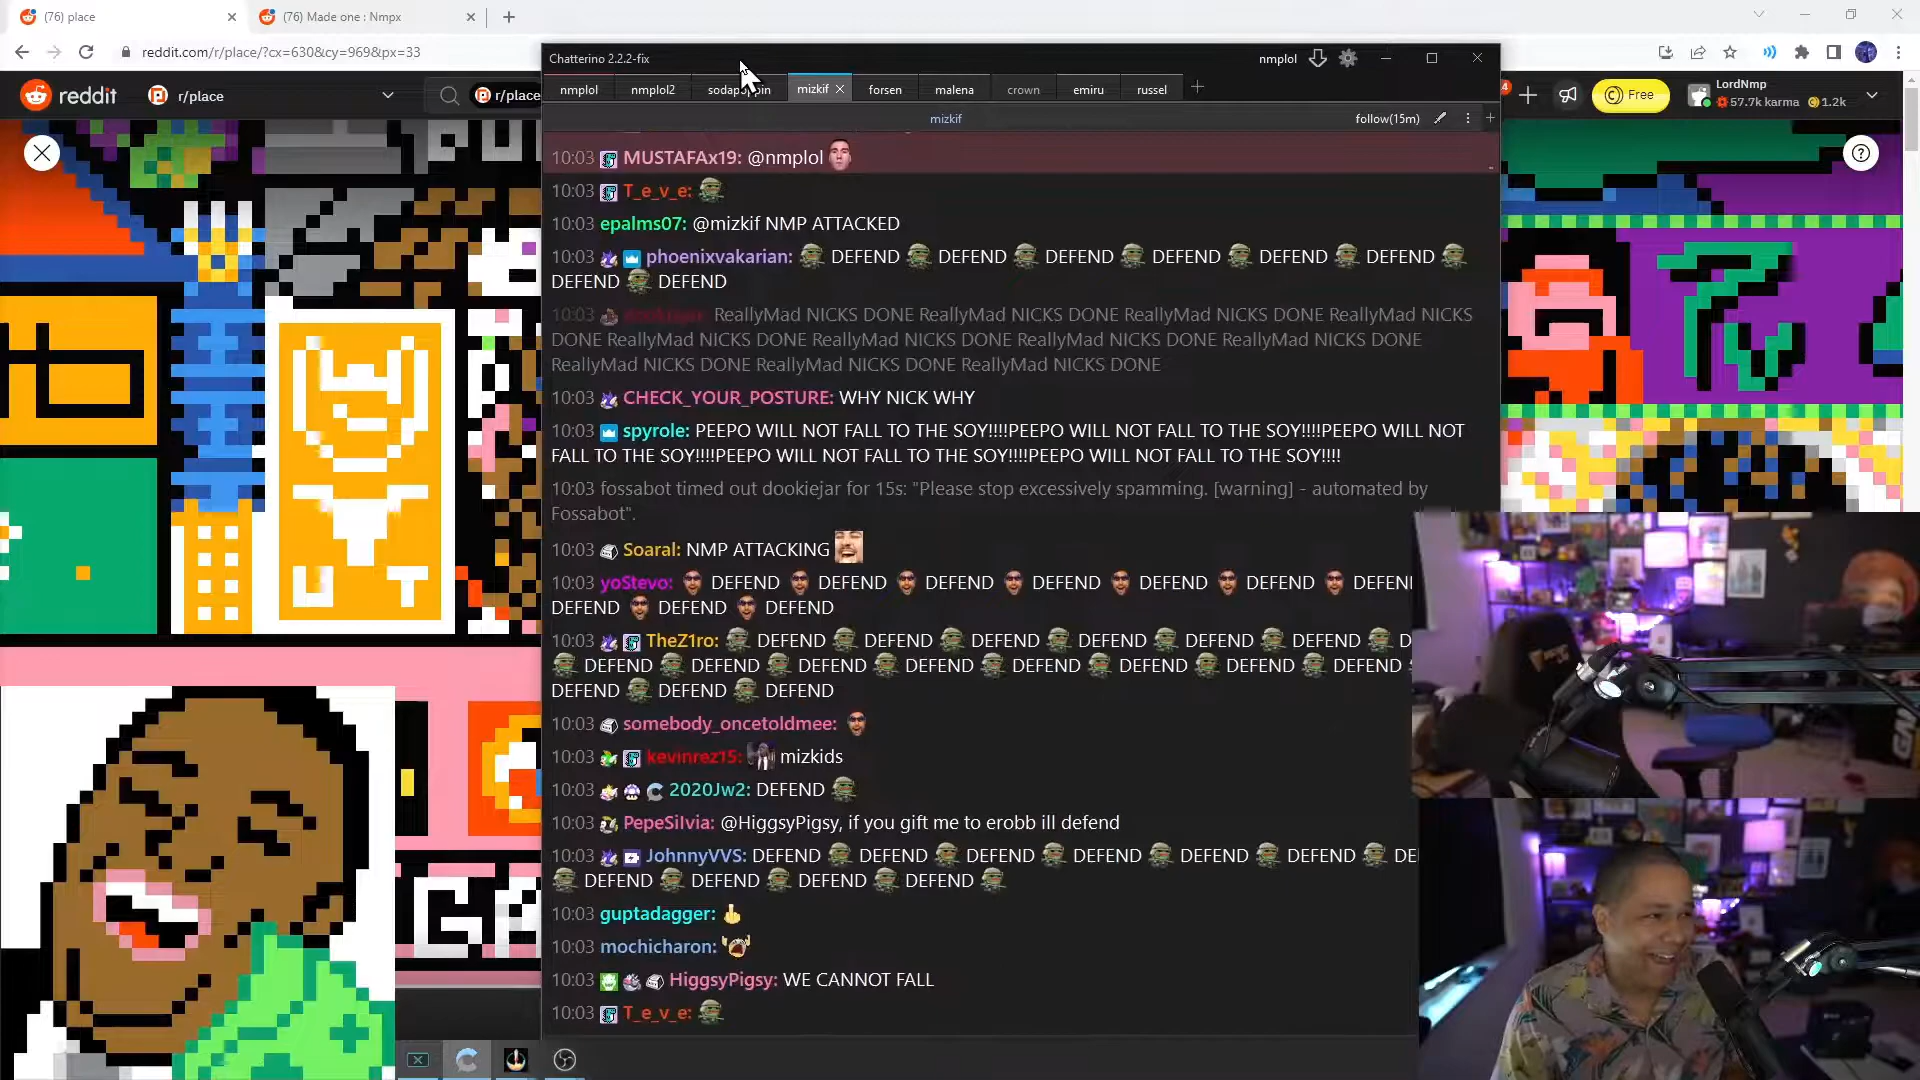 (76) place
(76) Made one : Nmpx
reddit.com/r/place/?cx=630&cy=969&px=33
reddit
r/place
r/place
Free
LordNmp
57.7k karma
1.2k
Chatterino 2.2.2-fix
nmplol
nmplol
nmplol2
mizkif
forsen
malena
crown
emiru
russel
mizkif
follow(15m)
10:03 MUSTAFAx19: @nmplol
10:03 T_e_v_e:
10:03 epalms07: @mizkif NMP ATTACKED
10:03 phoenixvakarian: DEFEND DEFEND DEFEND DEFEND DEFEND DEFEND
DEFEND DEFEND
10:03 ReallyMad NICKS DONE ReallyMad NICKS DONE ReallyMad NICKS DONE ReallyMad NICKS
DONE ReallyMad NICKS DONE ReallyMad NICKS DONE ReallyMad NICKS DONE ReallyMad NICKS DONE
ReallyMad NICKS DONE ReallyMad NICKS DONE ReallyMad NICKS DONE
10:03 CHECK_YOUR_POSTURE: WHY NICK WHY
10:03 spyrole: PEEPO WILL NOT FALL TO THE SOY!!!!PEEPO WILL NOT FALL TO THE SOY!!!!PEEPO WILL NOT
FALL TO THE SOY!!!!PEEPO WILL NOT FALL TO THE SOY!!!!PEEPO WILL NOT FALL TO THE SOY!!!!
10:03 fossabot timed out dookiejar for 15s: "Please stop excessively spamming. [warning] - automated by
Fossabot".
10:03 Soaral: NMP ATTACKING
10:03 yoStevo: DEFEND DEFEND DEFEND DEFEND DEFEND DEFEND DEFEN
DEFEND DEFEND DEFEND
10:03 TheZ1ro: DEFEND DEFEND DEFEND DEFEND DEFEND DEFEND D
DEFEND DEFEND DEFEND DEFEND DEFEND DEFEND DEFEND DEFEND
DEFEND DEFEND DEFEND
10:03 somebody_oncetoldmee:
10:03 kevinrez15: mizkids
10:03 2020Jw2: DEFEND
10:03 PepeSilvia: @HiggsyPigsy, if you gift me to erobb ill defend
10:03 JohnnyVVS: DEFEND DEFEND DEFEND DEFEND DEFEND DEFEND DE
DEFEND DEFEND DEFEND DEFEND
10:03 guptadagger:
10:03 mochicharon:
10:03 HiggsyPigsy: WE CANNOT FALL
10:03 T_e_v_e: